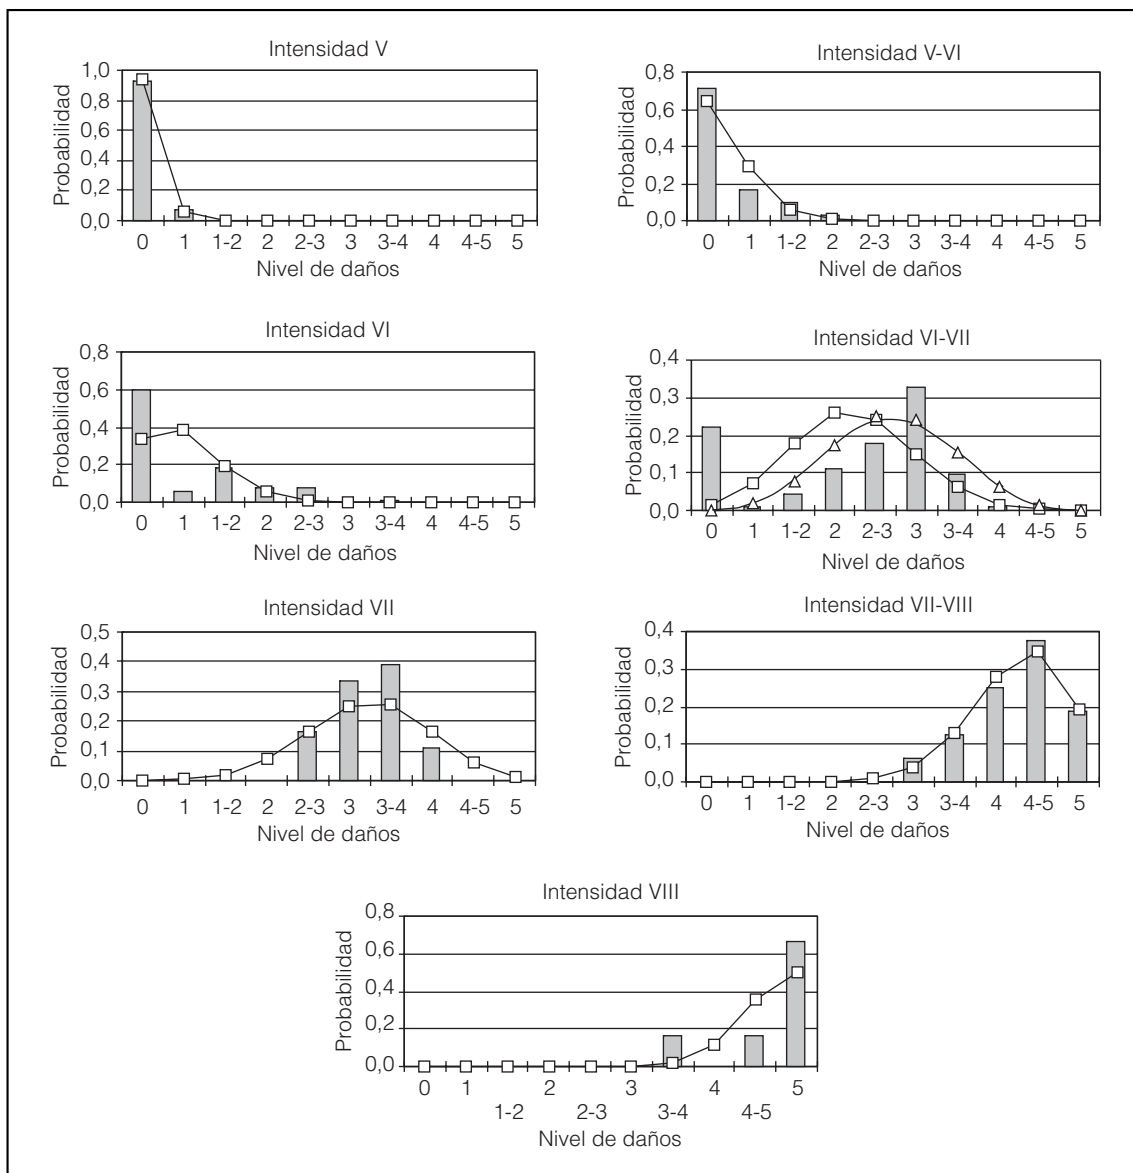 Intensidad V
Probabilidad
1,0
0,8
0,6
0,4
0,2
0,0
0 1 1-2 2 2-3 3 3-4 4 4-5 5
Nivel de daños
Intensidad V-VI
Probabilidad
0,8
0,6
0,4
0,2
0,0
0 1 1-2 2 2-3 3 3-4 4 4-5 5
Nivel de daños
Intensidad VI
Probabilidad
0,8
0,6
0,4
0,2
0,0
0 1 1-2 2 2-3 3 3-4 4 4-5 5
Nivel de daños
Intensidad VI-VII
Probabilidad
0,4
0,3
0,2
0,1
0,0
0 1 1-2 2 2-3 3 3-4 4 4-5 5
Nivel de daños
Intensidad VII
Probabilidad
0,5
0,4
0,3
0,2
0,1
0,0
0 1 1-2 2 2-3 3 3-4 4 4-5 5
Nivel de daños
Intensidad VII-VIII
Probabilidad
0,4
0,3
0,2
0,1
0,0
0 1 1-2 2 2-3 3 3-4 4 4-5 5
Nivel de daños
Intensidad VIII
Probabilidad
0,8
0,6
0,4
0,2
0,0
0 1 2 3 4 5
1-2 2-3 3-4 4-5
Nivel de daños